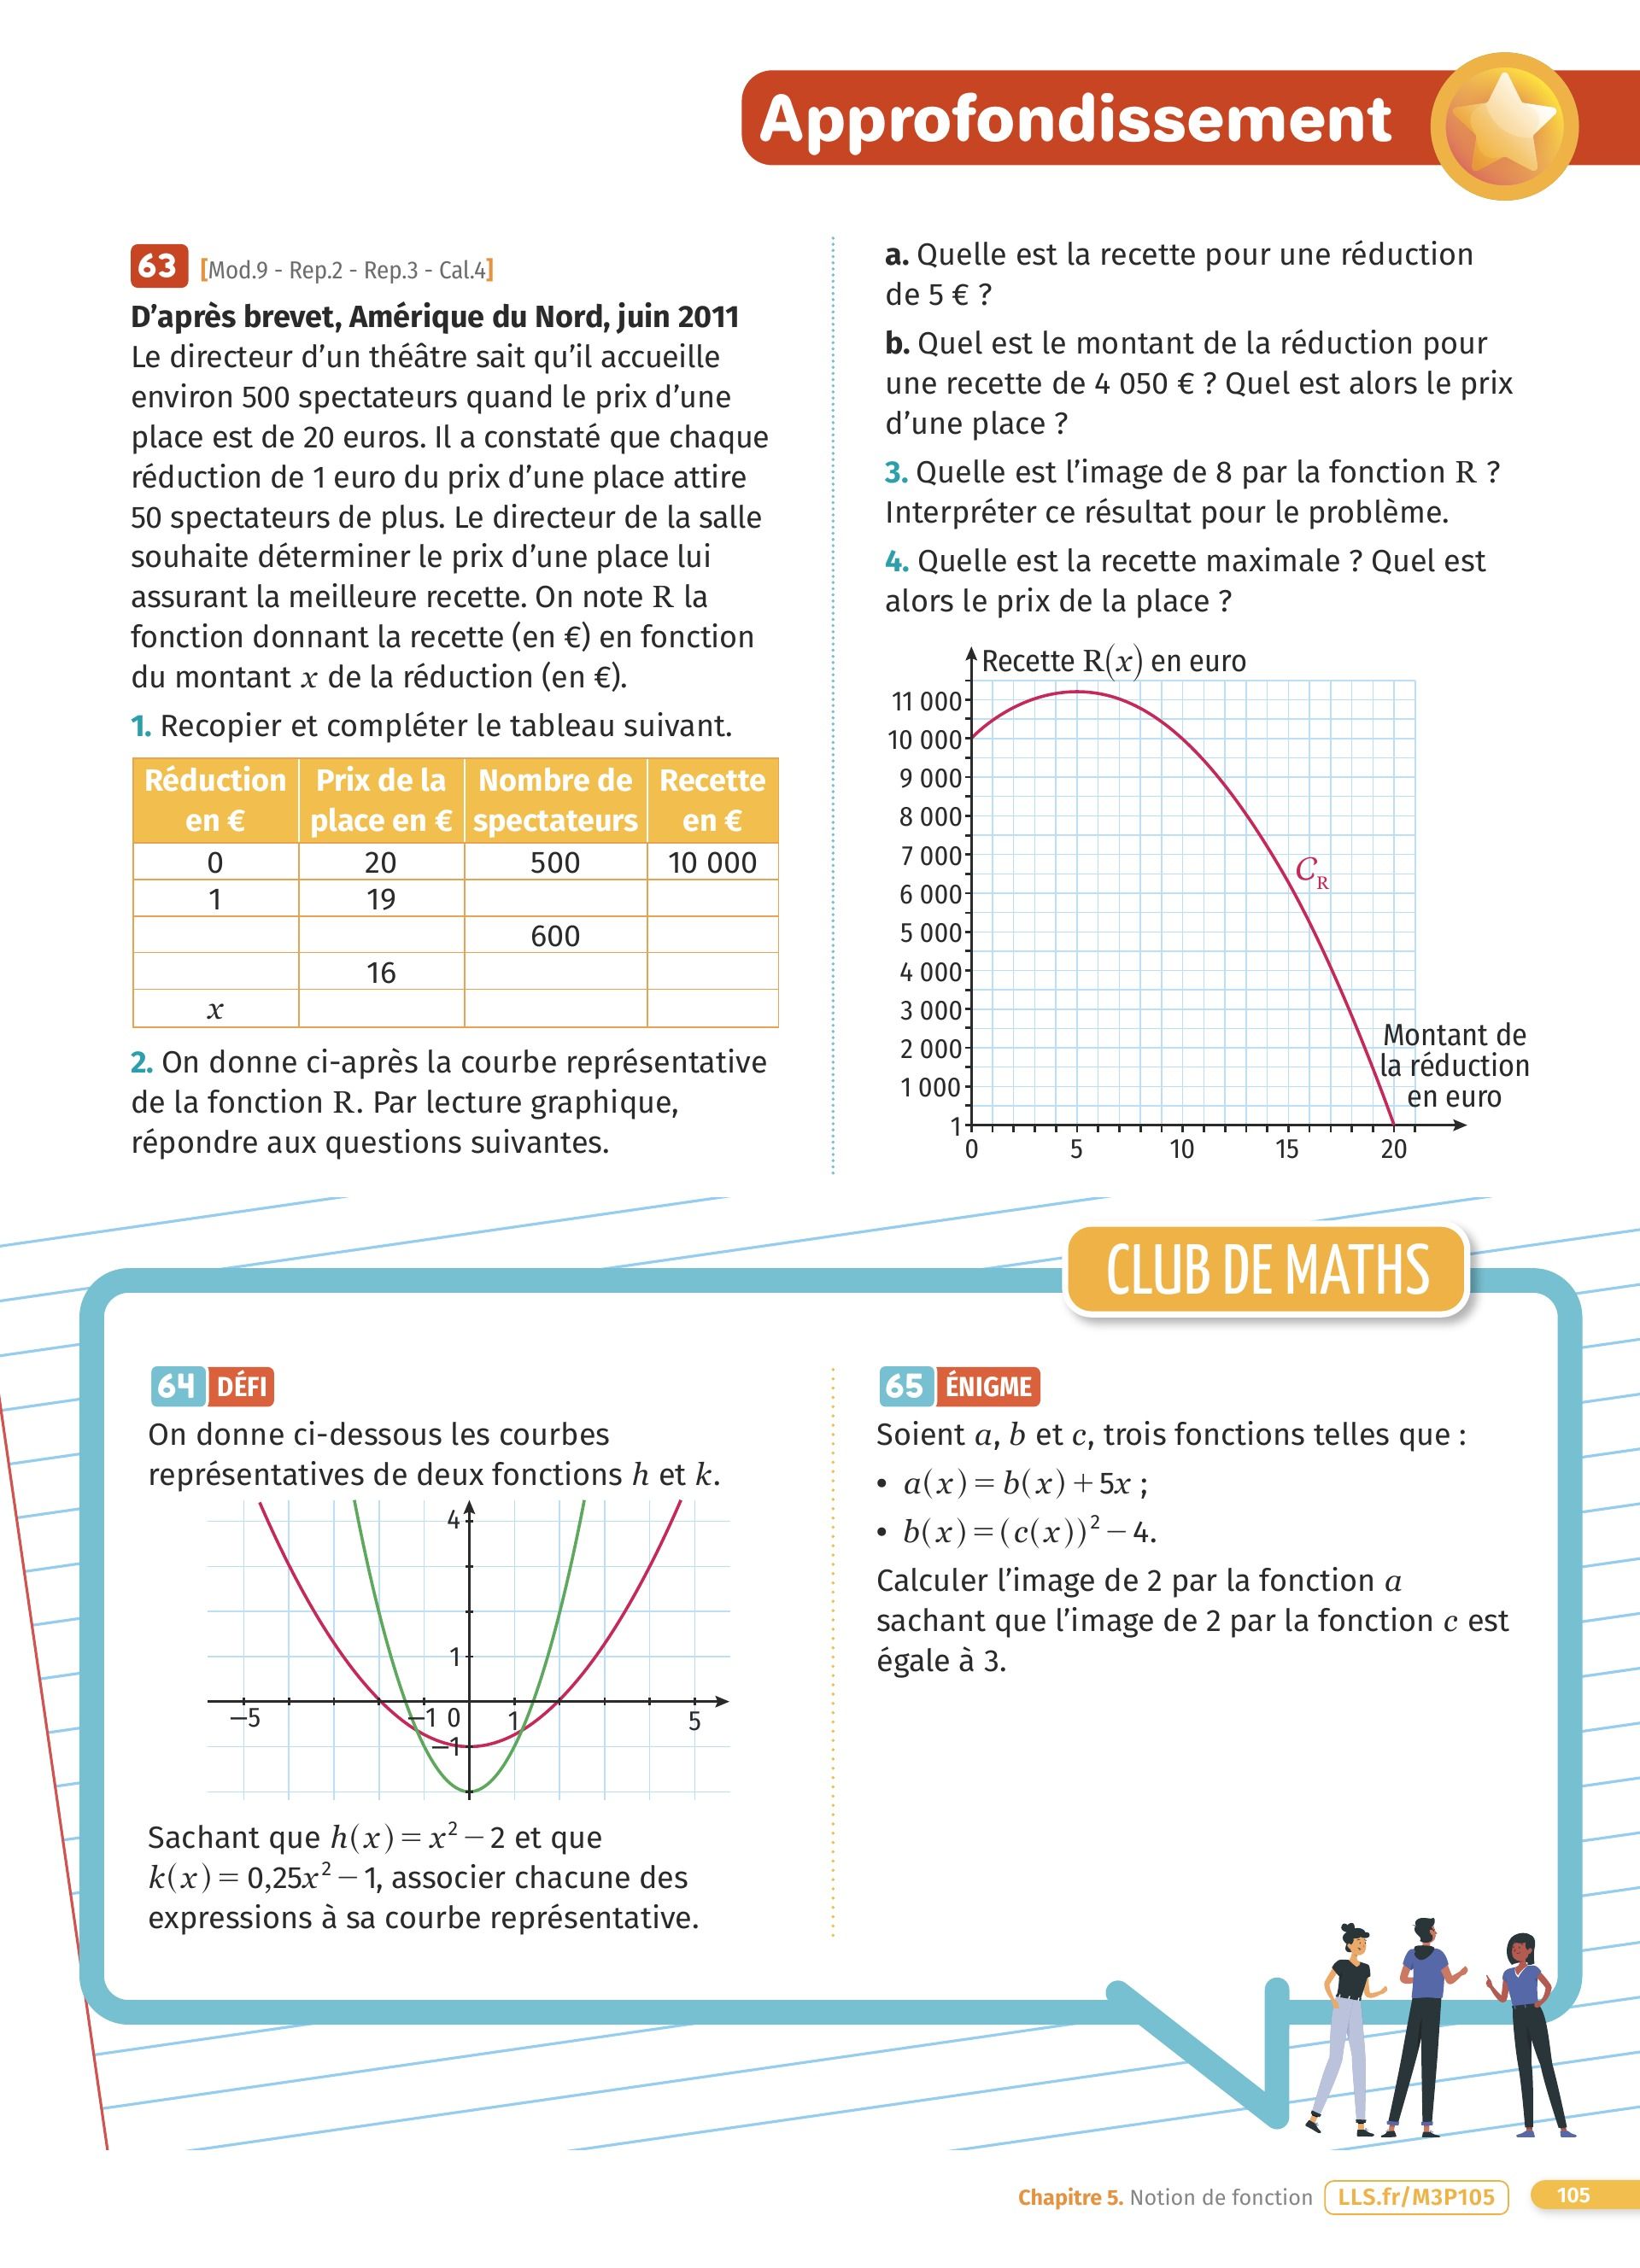 Approfondissement
63 [Mod.9 - Rep.2 - Rep.3 - Cal.4]
D’après brevet, Amérique du Nord, juin 2011
Le directeur d’un théâtre sait qu’il accueille
environ 500 spectateurs quand le prix d’une
place est de 20 euros. Il a constaté que chaque
réduction de 1 euro du prix d’une place attire
50 spectateurs de plus. Le directeur de la salle
souhaite déterminer le prix d’une place lui
assurant la meilleure recette. On note R la
fonction donnant la recette (en €) en fonction
du montant x de la réduction (en €).
1. Recopier et compléter le tableau suivant.
Réduction en € Prix de la place en € Nombre de spectateurs Recette en €
0 20 500 10 000
1 19
600
16
x
2. On donne ci-après la courbe représentative
de la fonction R. Par lecture graphique,
répondre aux questions suivantes.
a. Quelle est la recette pour une réduction
de 5 € ?
b. Quel est le montant de la réduction pour
une recette de 4 050 € ? Quel est alors le prix
d’une place ?
3. Quelle est l’image de 8 par la fonction R ?
Interpréter ce résultat pour le problème.
4. Quelle est la recette maximale ? Quel est
alors le prix de la place ?
Recette R(x) en euro
11 000
10 000
9 000
8 000
7 000
C_R
6 000
5 000
4 000
3 000
2 000
1 000
1
Montant de
la réduction
en euro
0 5 10 15 20
CLUB DE MATHS
64 DÉFI
On donne ci-dessous les courbes
représentatives de deux fonctions h et k.
4
1
−5 −1 0 1 5
−1
Sachant que h(x) = x² − 2 et que
k(x) = 0,25x² − 1, associer chacune des
expressions à sa courbe représentative.
65 ÉNIGME
Soient a, b et c, trois fonctions telles que :
• a(x) = b(x) + 5x ;
• b(x) = (c(x))² − 4.
Calculer l’image de 2 par la fonction a
sachant que l’image de 2 par la fonction c est
égale à 3.
Chapitre 5. Notion de fonction LLS.fr/M3P105 105